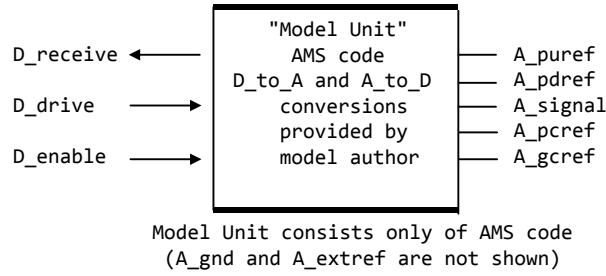 "Model Unit"
D_receive AMS code A_puref
D_to_A and A_to_D A_pdref
D_drive conversions A_signal
provided by A_pcref
D_enable model author A_gcref
Model Unit consists only of AMS code
(A_gnd and A_extref are not shown)